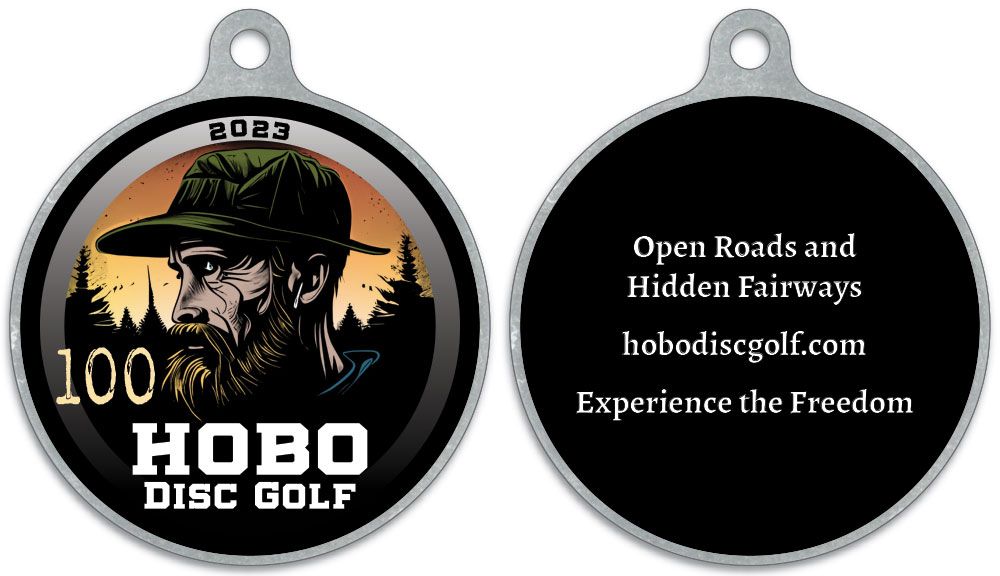 2023
100
HOBO
DISC GOLF
Open Roads and
Hidden Fairways
hobodiscgolf.com
Experience the Freedom